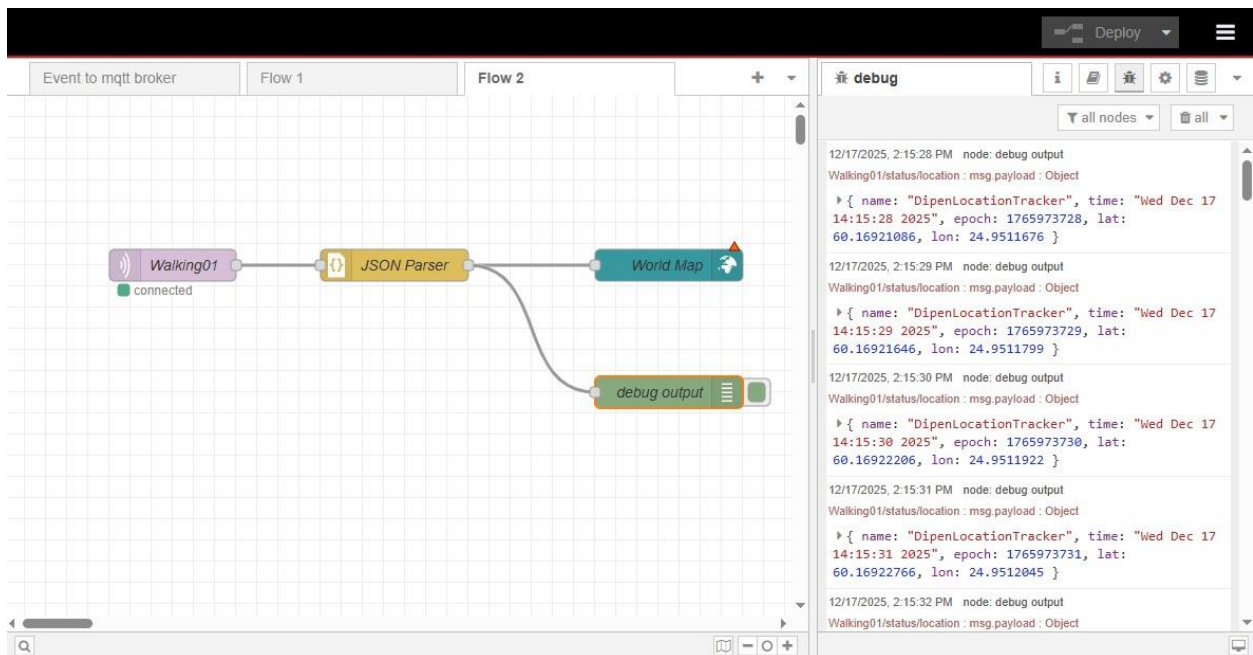 Deploy
Event to mqtt broker
Flow 1
Flow 2
debug
all nodes
all
Walking01
connected
JSON Parser
World Map
debug output
12/17/2025, 2:15:28 PM node: debug output
Walking01/status/location : msg.payload : Object
{ name: "DipenLocationTracker", time: "Wed Dec 17
14:15:28 2025", epoch: 1765973728, lat:
60.16921086, lon: 24.9511676 }
12/17/2025, 2:15:29 PM node: debug output
Walking01/status/location : msg.payload : Object
{ name: "DipenLocationTracker", time: "Wed Dec 17
14:15:29 2025", epoch: 1765973729, lat:
60.16921646, lon: 24.9511799 }
12/17/2025, 2:15:30 PM node: debug output
Walking01/status/location : msg.payload : Object
{ name: "DipenLocationTracker", time: "Wed Dec 17
14:15:30 2025", epoch: 1765973730, lat:
60.16922206, lon: 24.9511922 }
12/17/2025, 2:15:31 PM node: debug output
Walking01/status/location : msg.payload : Object
{ name: "DipenLocationTracker", time: "Wed Dec 17
14:15:31 2025", epoch: 1765973731, lat:
60.16922766, lon: 24.9512045 }
12/17/2025, 2:15:32 PM node: debug output
Walking01/status/location : msg.payload : Object